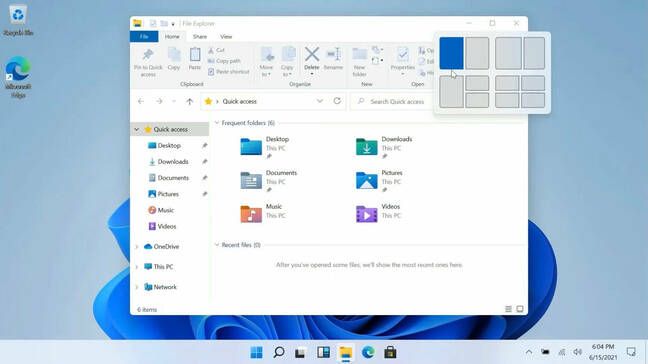 Recycle Bin
Microsoft
Edge
File Explorer
File
Home
Share
View
Pin to Quick
access
Copy
Paste
Cut
Copy path
Paste shortcut
Clipboard
Move
to
Copy
to
Delete
Rename
New
folder
Properties
Open
Quick access
Search Quick access
Quick access
Desktop
Downloads
Documents
Pictures
Music
Videos
OneDrive
This PC
Network
Frequent folders (6)
Desktop
This PC
Downloads
This PC
Documents
This PC
Pictures
This PC
Music
This PC
Videos
This PC
Recent files (0)
After you've opened some files, we'll show the most recent ones here.
6 items
6:04 PM
6/15/2021